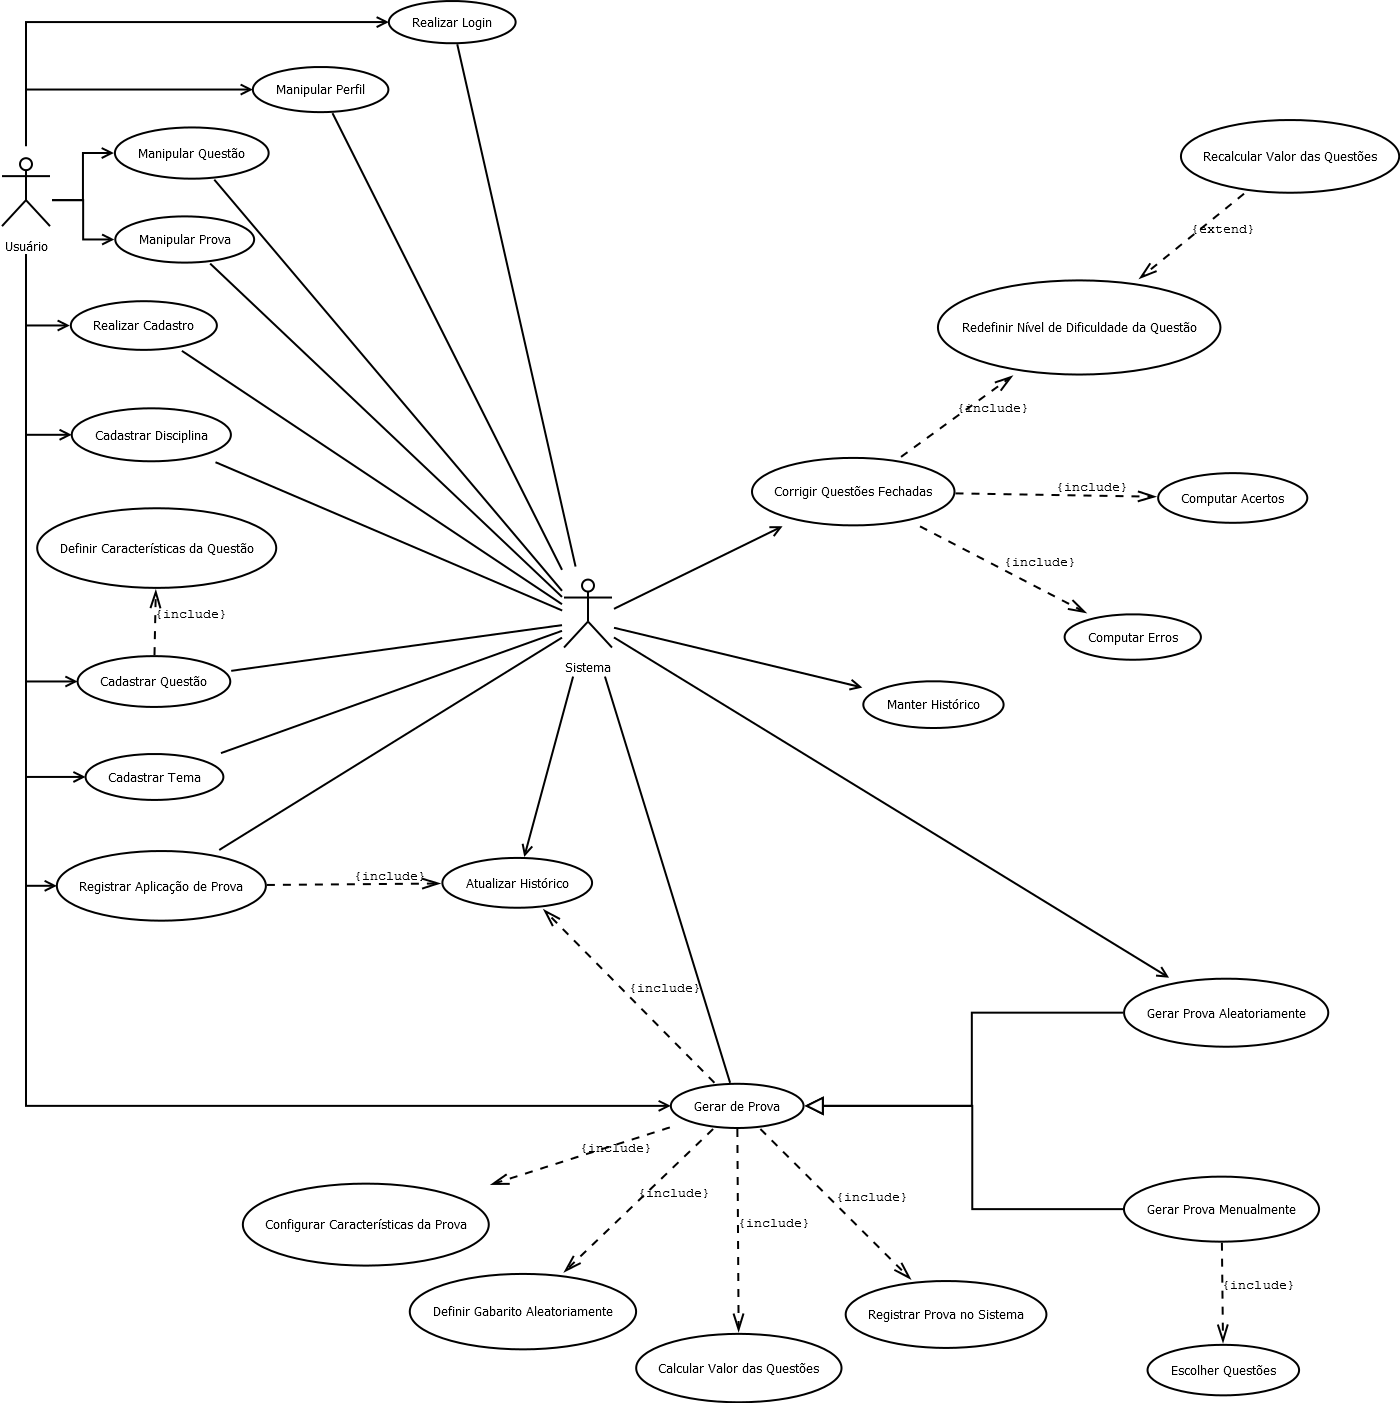 Realizar Login
Manipular Perfil
Manipular Questão
Recalcular Valor das Questões
{extend}
Manipular Prova
Usuário
Realizar Cadastro
Redefinir Nível de Dificuldade da Questão
{include}
Cadastrar Disciplina
Corrigir Questões Fechadas
{include}
Computar Acertos
Definir Características da Questão
{include}
{include}
Computar Erros
Sistema
Cadastrar Questão
Manter Histórico
Cadastrar Tema
Registrar Aplicação de Prova
{include}
Atualizar Histórico
{include}
Gerar Prova Aleatoriamente
Gerar de Prova
{include}
{include}
{include}
{include}
Configurar Características da Prova
Gerar Prova Menualmente
{include}
Definir Gabarito Aleatoriamente
Registrar Prova no Sistema
Calcular Valor das Questões
Escolher Questões